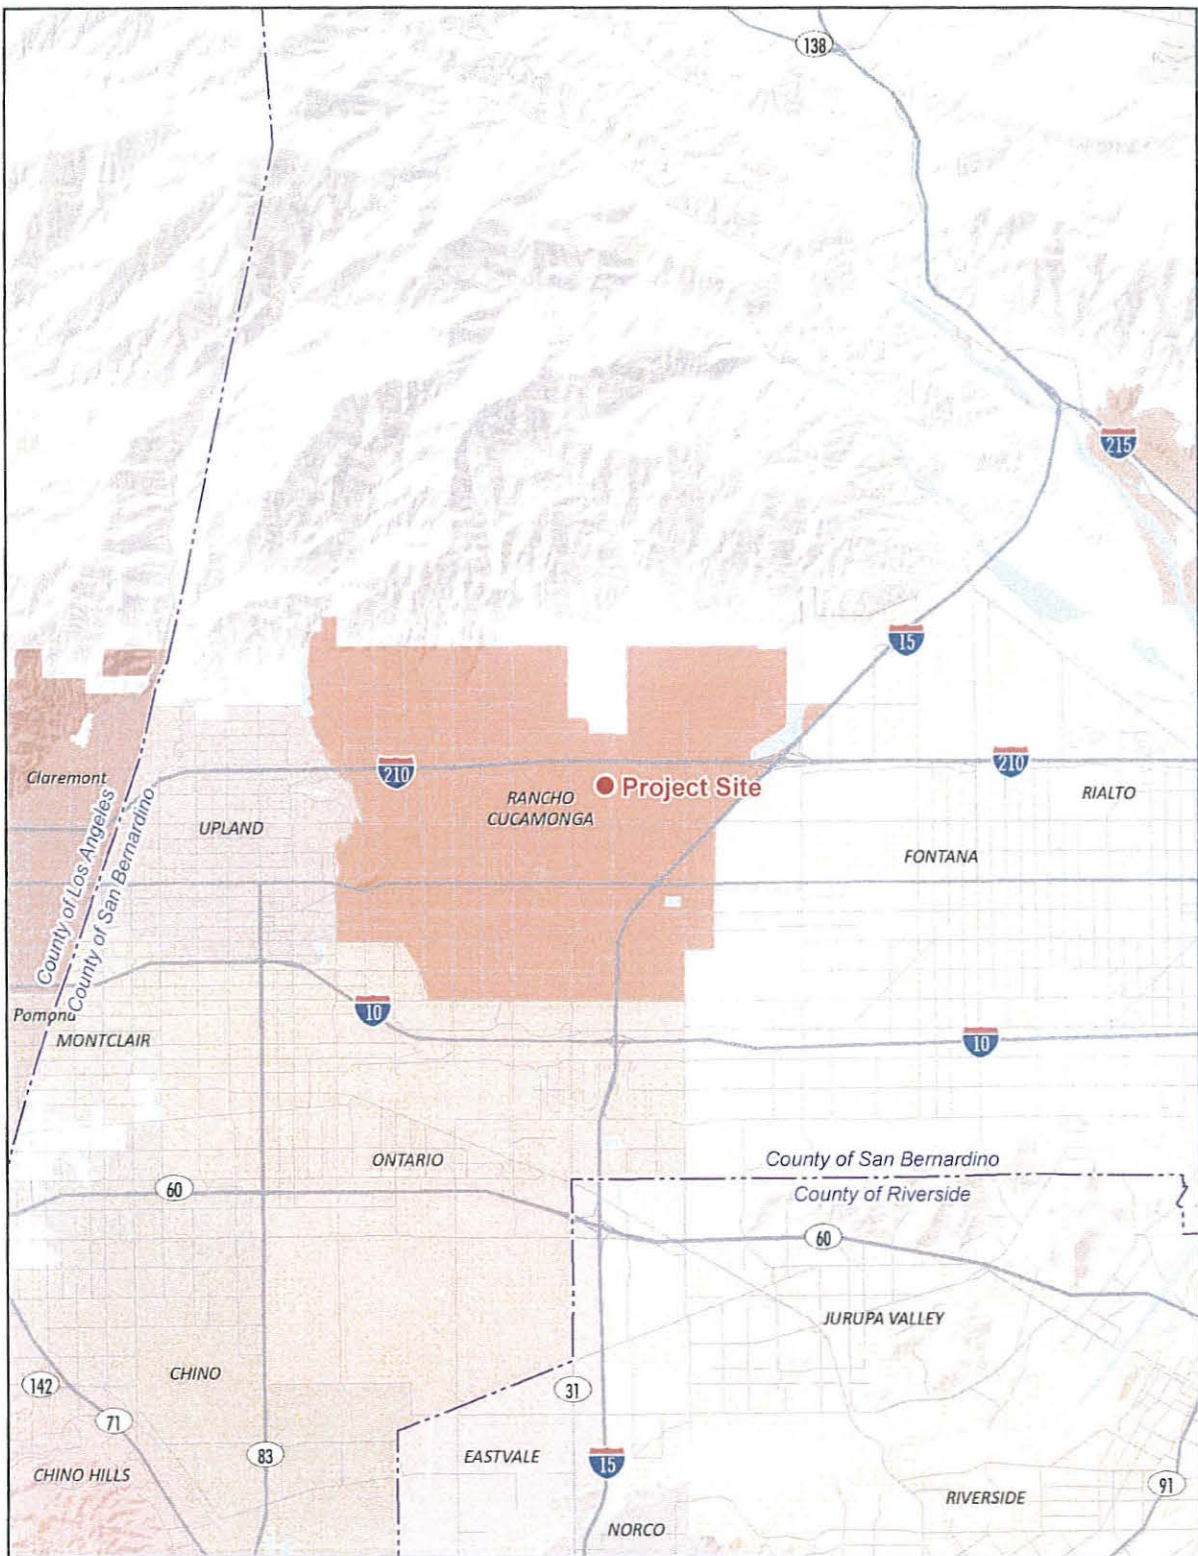 138
215
15
Claremont
210
Project Site
210
RANCHO
CUCAMONGA
RIALTO
UPLAND
FONTANA
County of Los Angeles
County of San Bernardino
Pomona
10
MONTCLAIR
10
ONTARIO
County of San Bernardino
60
County of Riverside
60
JURUPA VALLEY
CHINO
142
31
71
83
EASTVALE
15
CHINO HILLS
91
RIVERSIDE
NORCO